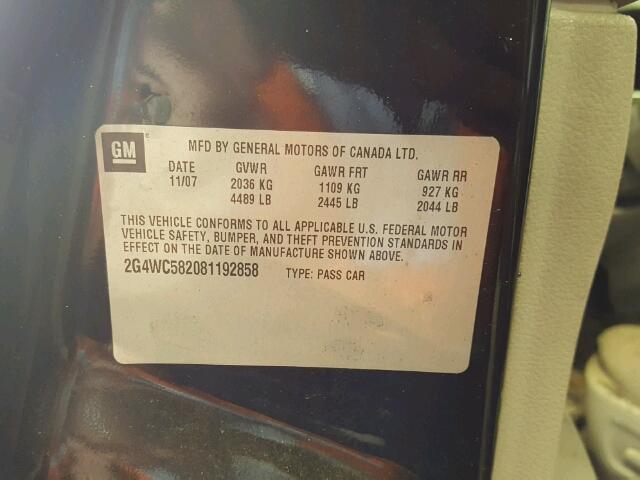 GM
MFD BY GENERAL MOTORS OF CANADA LTD.
DATE GVWR GAWR FRT GAWR RR
11/07 2036 KG 1109 KG 927 KG
4489 LB 2445 LB 2044 LB
THIS VEHICLE CONFORMS TO ALL APPLICABLE U.S. FEDERAL MOTOR
VEHICLE SAFETY, BUMPER, AND THEFT PREVENTION STANDARDS IN
EFFECT ON THE DATE OF MANUFACTURE SHOWN ABOVE.
2G4WC582081192858 TYPE: PASS CAR